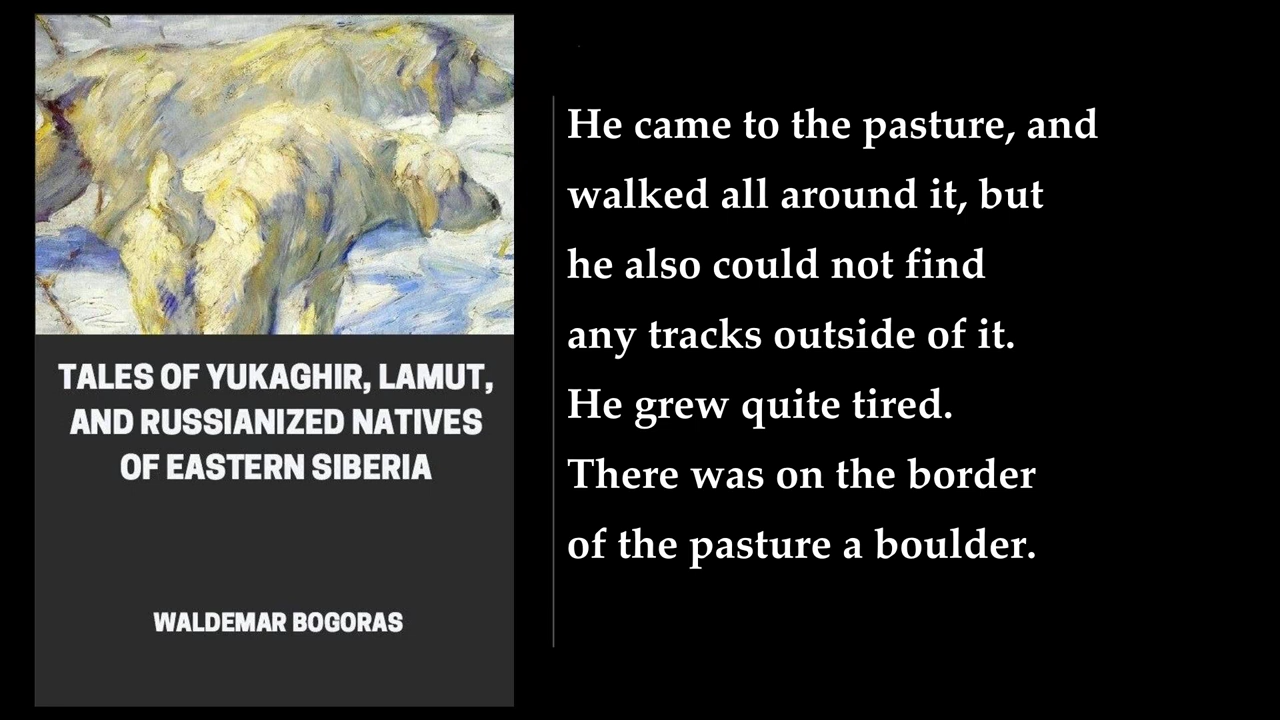 TALES OF YUKAGHIR, LAMUT,
AND RUSSIANIZED NATIVES
OF EASTERN SIBERIA
WALDEMAR BOGORAS
He came to the pasture, and
walked all around it, but
he also could not find
any tracks outside of it.
He grew quite tired.
There was on the border
of the pasture a boulder.